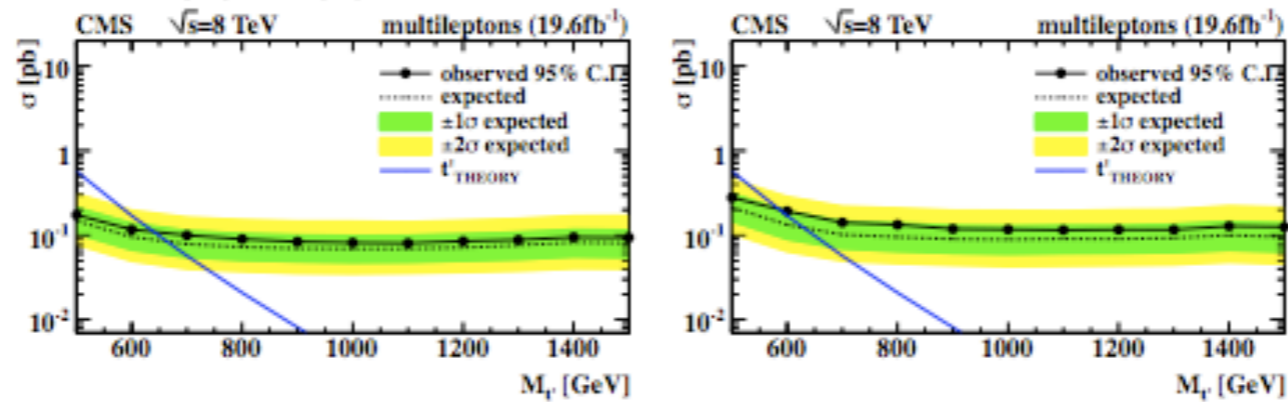 CMS √s=8 TeV multileptons (19.6fb⁻¹)
σ [pb]
10
1
10⁻¹
10⁻²
observed 95% C.L
expected
±1σ expected
±2σ expected
t'THEORY
600 800 1000 1200 1400
Mt' [GeV]
CMS √s=8 TeV multileptons (19.6fb⁻¹)
σ [pb]
10
1
10⁻¹
10⁻²
observed 95% C.L
expected
±1σ expected
±2σ expected
t'THEORY
600 800 1000 1200 1400
Mt' [GeV]